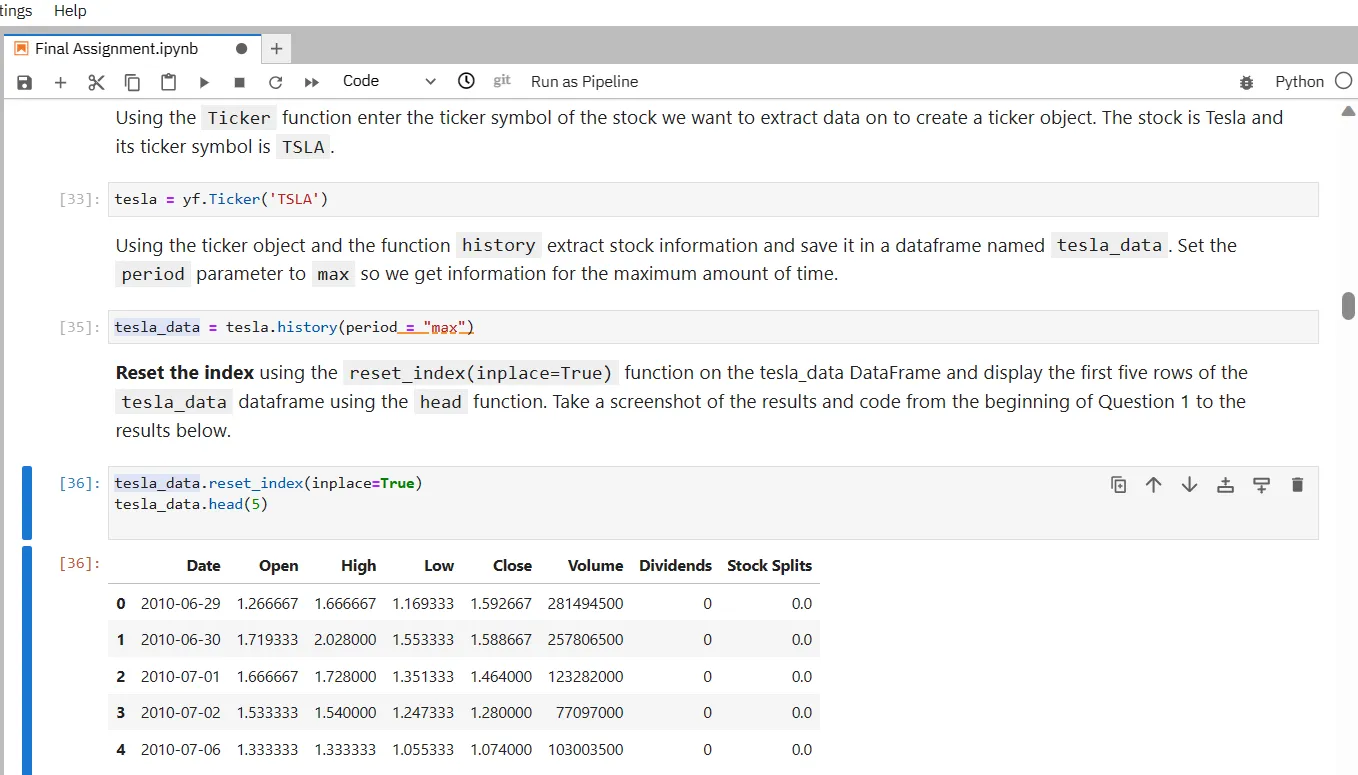 tings Help
Final Assignment.ipynb
Code git Run as Pipeline Python
Using the Ticker function enter the ticker symbol of the stock we want to extract data on to create a ticker object. The stock is Tesla and
its ticker symbol is TSLA.
[33]: tesla = yf.Ticker('TSLA')
Using the ticker object and the function history extract stock information and save it in a dataframe named tesla_data. Set the
period parameter to max so we get information for the maximum amount of time.
[35]: tesla_data = tesla.history(period = "max")
Reset the index using the reset_index(inplace=True) function on the tesla_data DataFrame and display the first five rows of the
tesla_data dataframe using the head function. Take a screenshot of the results and code from the beginning of Question 1 to the
results below.
[36]: tesla_data.reset_index(inplace=True)
tesla_data.head(5)
[36]: Date Open High Low Close Volume Dividends Stock Splits
0 2010-06-29 1.266667 1.666667 1.169333 1.592667 281494500 0 0.0
1 2010-06-30 1.719333 2.028000 1.553333 1.588667 257806500 0 0.0
2 2010-07-01 1.666667 1.728000 1.351333 1.464000 123282000 0 0.0
3 2010-07-02 1.533333 1.540000 1.247333 1.280000 77097000 0 0.0
4 2010-07-06 1.333333 1.333333 1.055333 1.074000 103003500 0 0.0